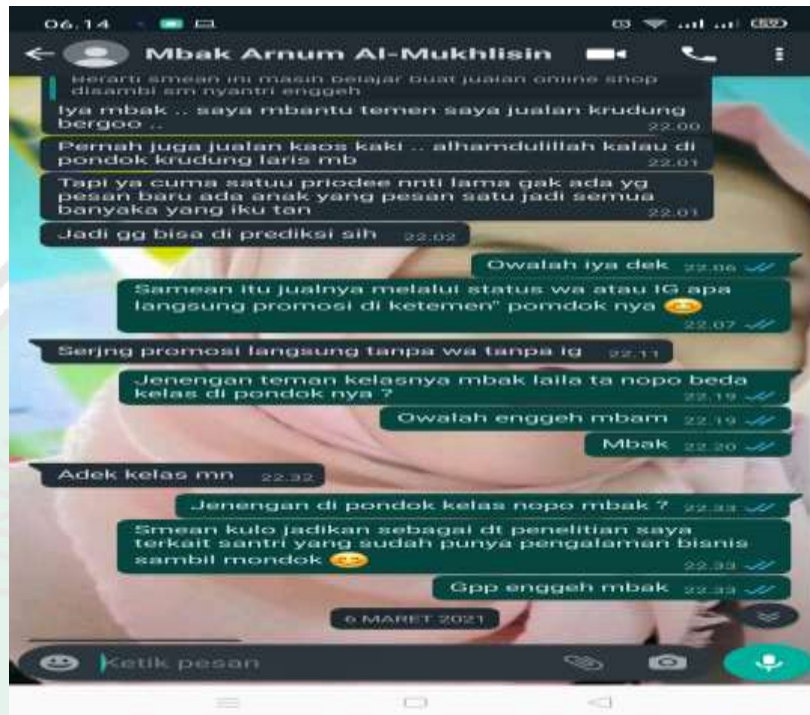 06.14
59
Mbak Arnum Al-Mukhlisin
Berarti smean ini masih belajar buat jualan online shop
disambi sm nyantri enggeh
Iya mbak .. saya mbantu temen saya jualan krudung
bergoo ..
22.00
Pernah juga jualan kaos kaki .. alhamdulillah kalau di
pondok krudung laris mb
22.01
Tapi ya cuma satuu priodee nnti lama gak ada yg
pesan baru ada anak yang pesan satu jadi semua
banyaka yang iku tan
22.01
Jadi gg bisa di prediksi sih 22.02
Owalah iya dek 22.06
Samean itu jualnya melalui status wa atau IG apa
langsung promosi di ketemen" pomdok nya
22.07
Serjng promosi langsung tanpa wa tanpa ig 22.11
Jenengan teman kelasnya mbak laila ta nopo beda
kelas di pondok nya ?
22.19
Owalah enggeh mbam 22.19
Mbak 22.20
Adek kelas mn 22.32
Jenengan di pondok kelas nopo mbak ? 22.33
Smean kulo jadikan sebagai dt penelitian saya
terkait santri yang sudah punya pengalaman bisnis
sambil mondok
22.33
Gpp enggeh mbak 22.33
6 MARET 2021
Ketik pesan